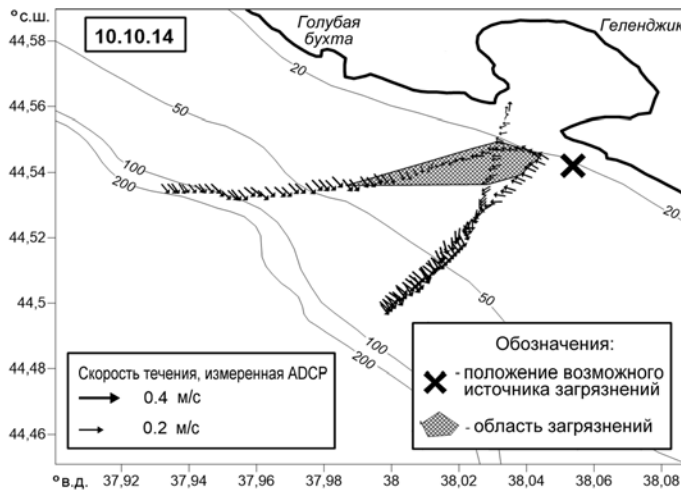 °с.ш.
10.10.14
Голубая
бухта
Геленджик
44,58
44,56
44,54
44,52
44,5
44,48
44,46
20
50
100
200
20
50
100
200
Скорость течения, измеренная ADCP
0.4 м/с
0.2 м/с
Обозначения:
- положение возможного
источника загрязнений
- область загрязнений
°в.д.
37,92 37,94 37,96 37,98 38 38,02 38,04 38,06 38,08